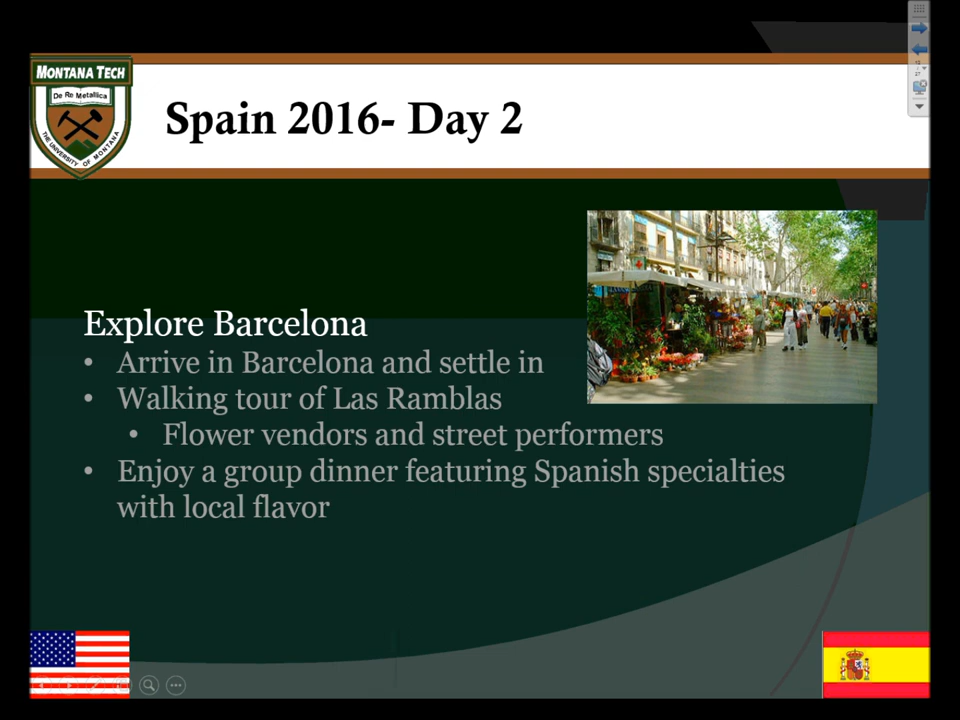 MONTANA TECH
De Re Metallica
THE UNIVERSITY OF MONTANA
Spain 2016- Day 2
Explore Barcelona
• Arrive in Barcelona and settle in
• Walking tour of Las Ramblas
• Flower vendors and street performers
• Enjoy a group dinner featuring Spanish specialties
with local flavor